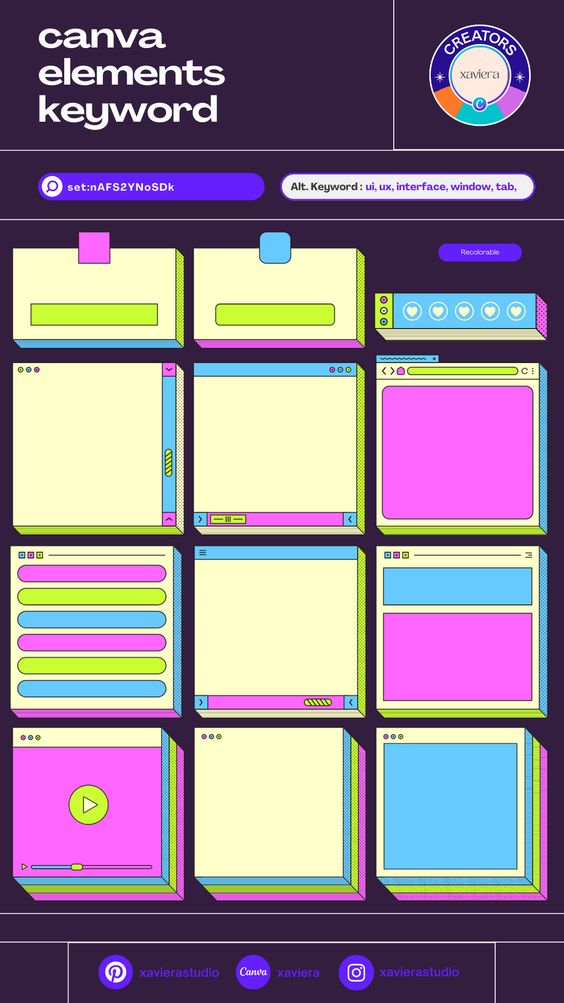 canva
elements
keyword
CREATORS
xaviera
C
set:nAFS2YNoSDk
Alt. Keyword : ui, ux, interface, window, tab,
Recolorable
xavierastudio
Canva
xaviera
xavierastudio